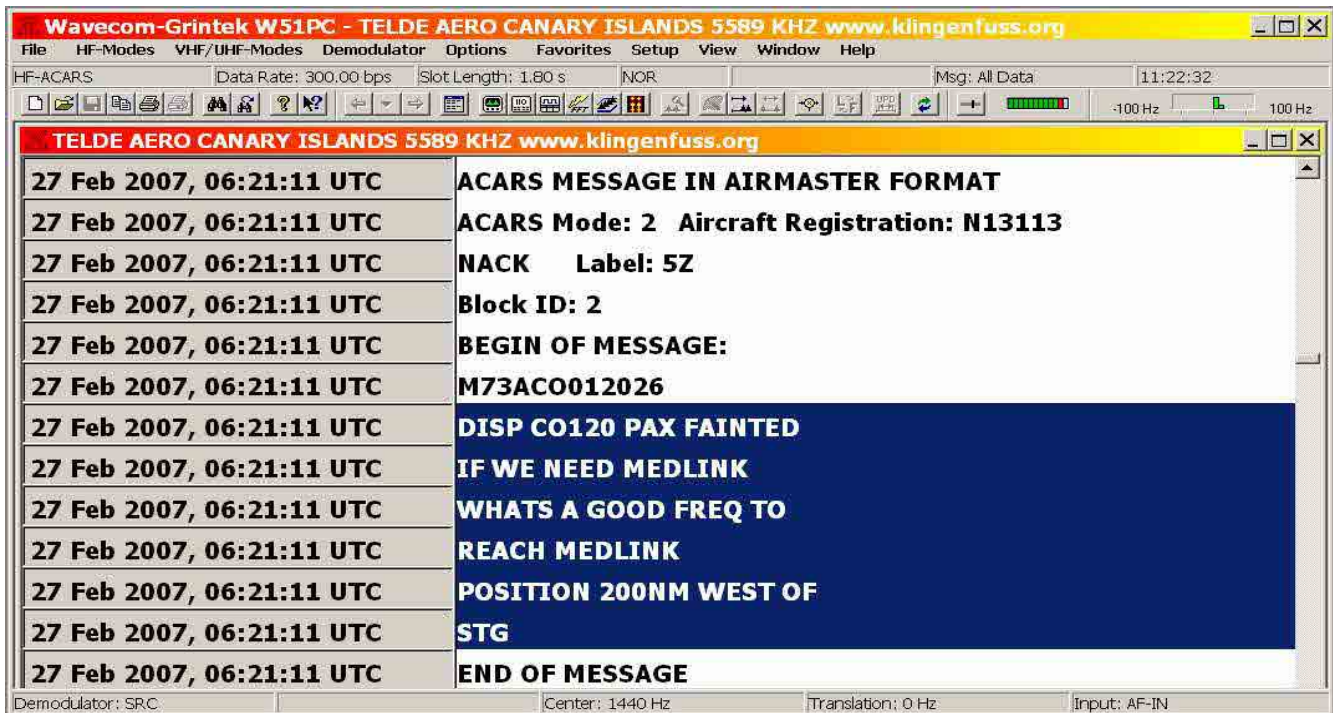 Wavecom-Grintek W51PC - TELDE AERO CANARY ISLANDS 5589 KHZ www.klingenfuss.org
File HF-Modes VHF/UHF-Modes Demodulator Options Favorites Setup View Window Help
HF-ACARS Data Rate: 300.00 bps Slot Length: 1.80 s NOR Msg: All Data 11:22:32
-100 Hz 100 Hz
TELDE AERO CANARY ISLANDS 5589 KHZ www.klingenfuss.org
27 Feb 2007, 06:21:11 UTC ACARS MESSAGE IN AIRMASTER FORMAT
27 Feb 2007, 06:21:11 UTC ACARS Mode: 2 Aircraft Registration: N13113
27 Feb 2007, 06:21:11 UTC NACK Label: 5Z
27 Feb 2007, 06:21:11 UTC Block ID: 2
27 Feb 2007, 06:21:11 UTC BEGIN OF MESSAGE:
27 Feb 2007, 06:21:11 UTC M73ACO012026
27 Feb 2007, 06:21:11 UTC DISP CO120 PAX FAINTED
27 Feb 2007, 06:21:11 UTC IF WE NEED MEDLINK
27 Feb 2007, 06:21:11 UTC WHATS A GOOD FREQ TO
27 Feb 2007, 06:21:11 UTC REACH MEDLINK
27 Feb 2007, 06:21:11 UTC POSITION 200NM WEST OF
27 Feb 2007, 06:21:11 UTC STG
27 Feb 2007, 06:21:11 UTC END OF MESSAGE
Demodulator: SRC Center: 1440 Hz Translation: 0 Hz Input: AF-IN